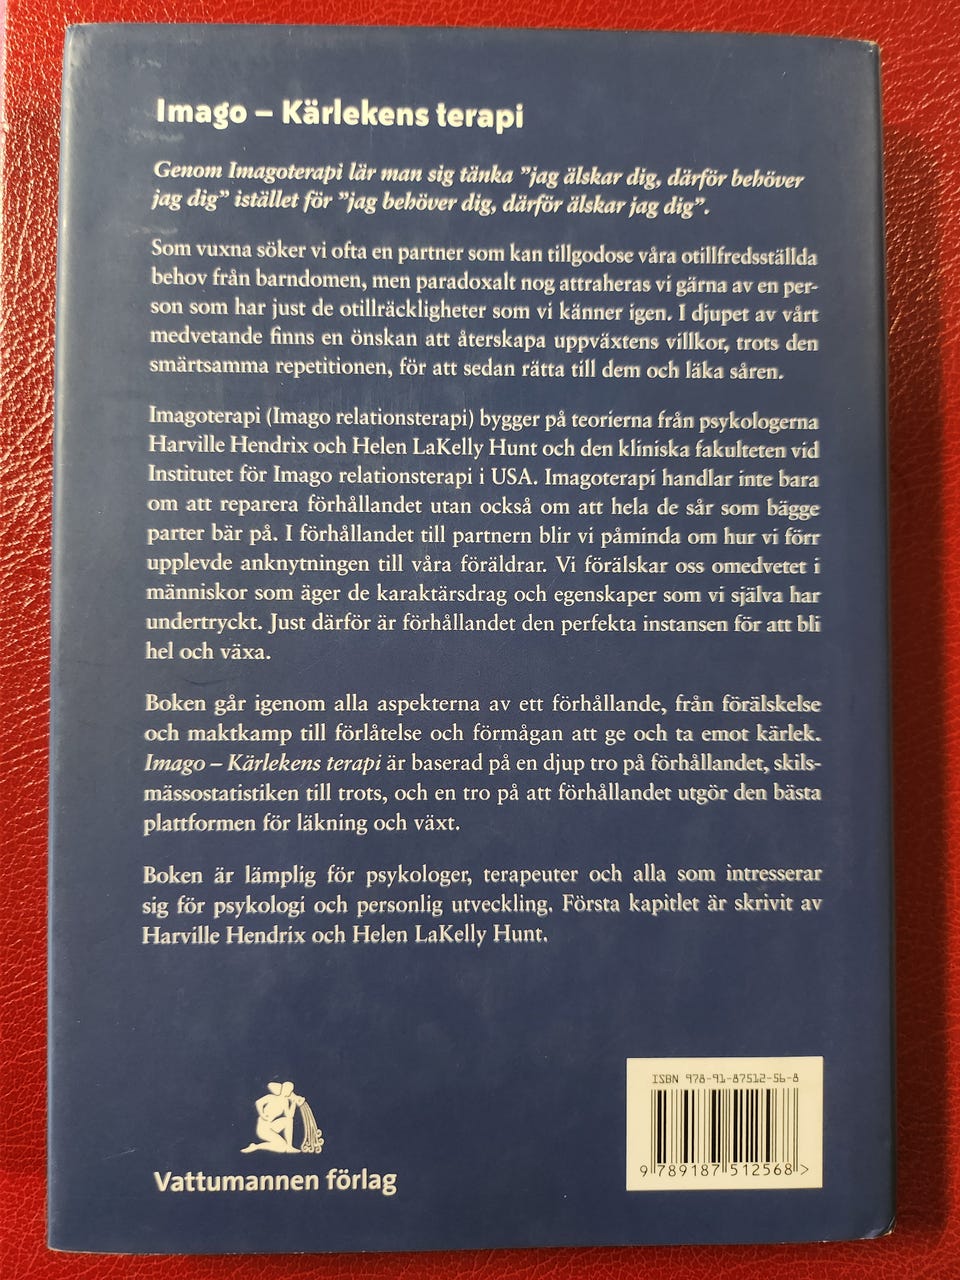 Imago – Kärlekens terapi
Genom Imagoterapi lär man sig tänka ”jag älskar dig, därför behöver
jag dig” istället för ”jag behöver dig, därför älskar jag dig”.
Som vuxna söker vi ofta en partner som kan tillgodose våra otillfredsställda
behov från barndomen, men paradoxalt nog attraheras vi gärna av en per-
son som har just de otillräckligheter som vi känner igen. I djupet av vårt
medvetande finns en önskan att återskapa uppväxtens villkor, trots den
smärtsamma repetitionen, för att sedan rätta till dem och läka såren.
Imagoterapi (Imago relationsterapi) bygger på teorierna från psykologerna
Harville Hendrix och Helen LaKelly Hunt och den kliniska fakulteten vid
Institutet för Imago relationsterapi i USA. Imagoterapi handlar inte bara
om att reparera förhållandet utan också om att hela de sår som bägge
parter bär på. I förhållandet till partnern blir vi påminda om hur vi förr
upplevde anknytningen till våra föräldrar. Vi förälskar oss omedvetet i
människor som äger de karaktärsdrag och egenskaper som vi själva har
undertryckt. Just därför är förhållandet den perfekta instansen för att bli
hel och växa.
Boken går igenom alla aspekterna av ett förhållande, från förälskelse
och maktkamp till förlåtelse och förmågan att ge och ta emot kärlek.
Imago – Kärlekens terapi är baserad på en djup tro på förhållandet, skils-
mässostatistiken till trots, och en tro på att förhållandet utgör den bästa
plattformen för läkning och växt.
Boken är lämplig för psykologer, terapeuter och alla som intresserar
sig för psykologi och personlig utveckling. Första kapitlet är skrivit av
Harville Hendrix och Helen LaKelly Hunt.
Vattumannen förlag
ISBN 978-91-87512-56-8
9 789187 512568 >